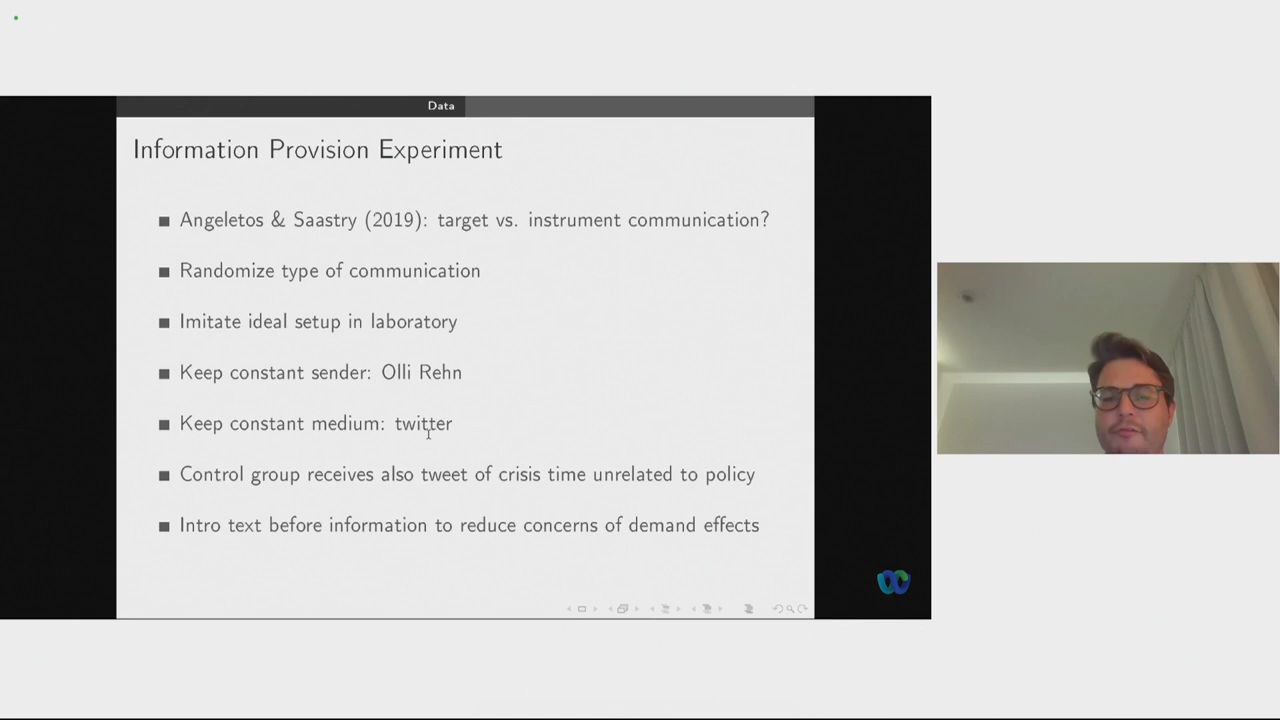 Data
Information Provision Experiment
Angeletos & Saastry (2019): target vs. instrument communication?
Randomize type of communication
Imitate ideal setup in laboratory
Keep constant sender: Olli Rehn
Keep constant medium: twitter
Control group receives also tweet of crisis time unrelated to policy
Intro text before information to reduce concerns of demand effects